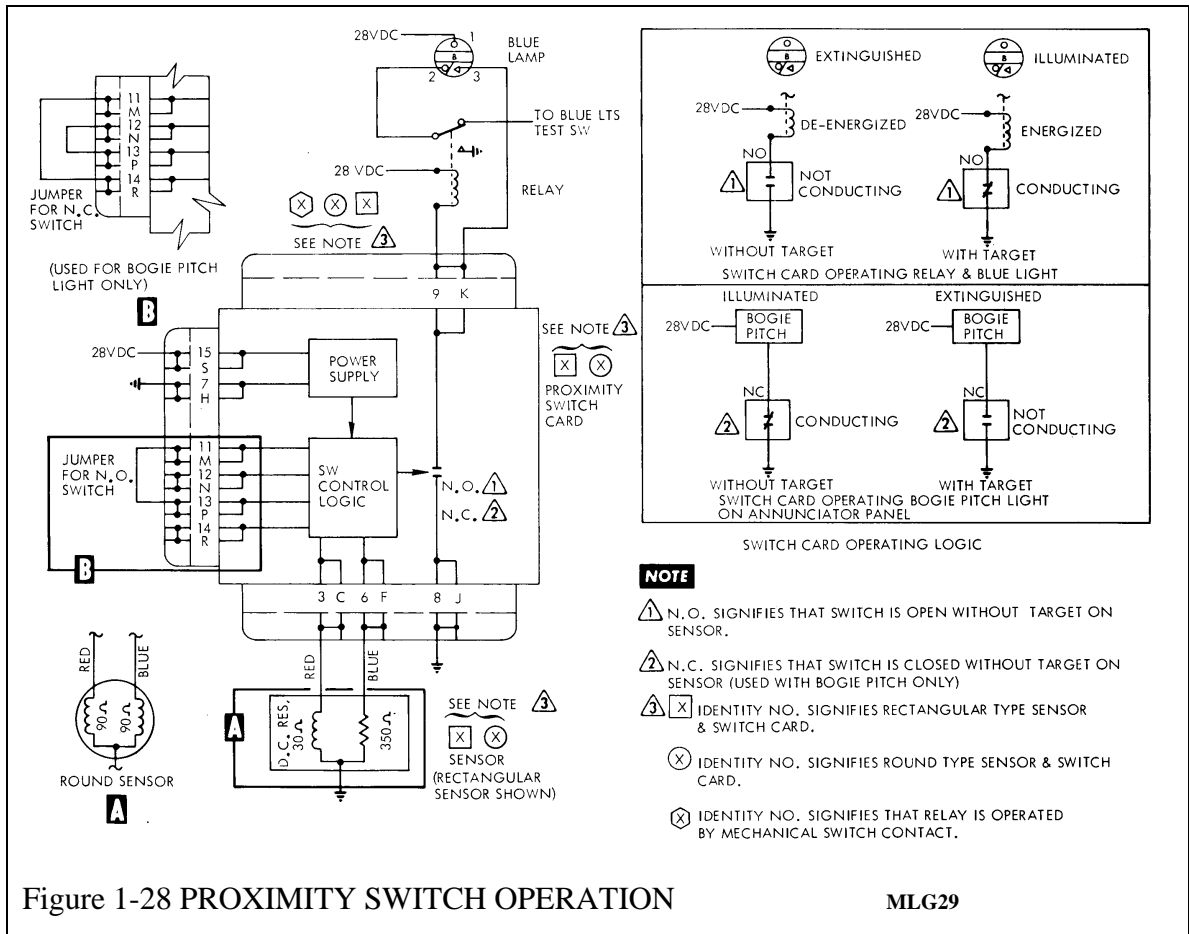 28VDC
1
BLUE
LAMP
B
2
3
TO BLUE LTS
TEST SW
28 VDC
RELAY
X X X
SEE NOTE 3
11
M
12
N
13
P
14
R
JUMPER
FOR N.C.
SWITCH
(USED FOR BOGIE PITCH
LIGHT ONLY)
B
9 K
SEE NOTE 3
X X
PROXIMITY
SWITCH
CARD
28VDC
15
S
7
H
POWER
SUPPLY
JUMPER
FOR N.O.
SWITCH
11
M
12
N
13
P
14
R
B
SW
CONTROL
LOGIC
N.O. 1
N.C. 2
3 C 6 F 8 J
RED
BLUE
A
D.C. RES.
30Ω
350Ω
SEE NOTE 3
X X
SENSOR
(RECTANGULAR
SENSOR SHOWN)
RED
BLUE
90Ω 90Ω
ROUND SENSOR
A
B
EXTINGUISHED
28VDC
DE-ENERGIZED
NO
1
NOT
CONDUCTING
WITHOUT TARGET
B
ILLUMINATED
28VDC
ENERGIZED
NO
1
CONDUCTING
WITH TARGET
SWITCH CARD OPERATING RELAY & BLUE LIGHT
ILLUMINATED
28VDC
BOGIE
PITCH
NC
2
CONDUCTING
WITHOUT TARGET
EXTINGUISHED
28VDC
BOGIE
PITCH
NC
2
NOT
CONDUCTING
WITH TARGET
SWITCH CARD OPERATING BOGIE PITCH LIGHT
ON ANNUNCIATOR PANEL
SWITCH CARD OPERATING LOGIC
NOTE
1 N.O. SIGNIFIES THAT SWITCH IS OPEN WITHOUT TARGET ON
SENSOR.
2 N.C. SIGNIFIES THAT SWITCH IS CLOSED WITHOUT TARGET ON
SENSOR (USED WITH BOGIE PITCH ONLY)
3 X IDENTITY NO. SIGNIFIES RECTANGULAR TYPE SENSOR
& SWITCH CARD.
X IDENTITY NO. SIGNIFIES ROUND TYPE SENSOR & SWITCH
CARD.
X IDENTITY NO. SIGNIFIES THAT RELAY IS OPERATED
BY MECHANICAL SWITCH CONTACT.
Figure 1-28 PROXIMITY SWITCH OPERATION
MLG29